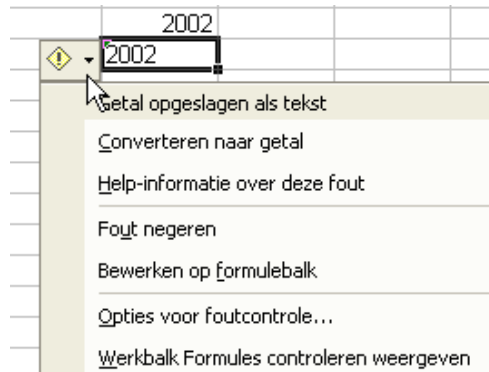 2002
2002
Getal opgeslagen als tekst
Converteren naar getal
Help-informatie over deze fout
Fout negeren
Bewerken op formulebalk
Opties voor foutcontrole...
Werkbalk Formules controleren weergeven